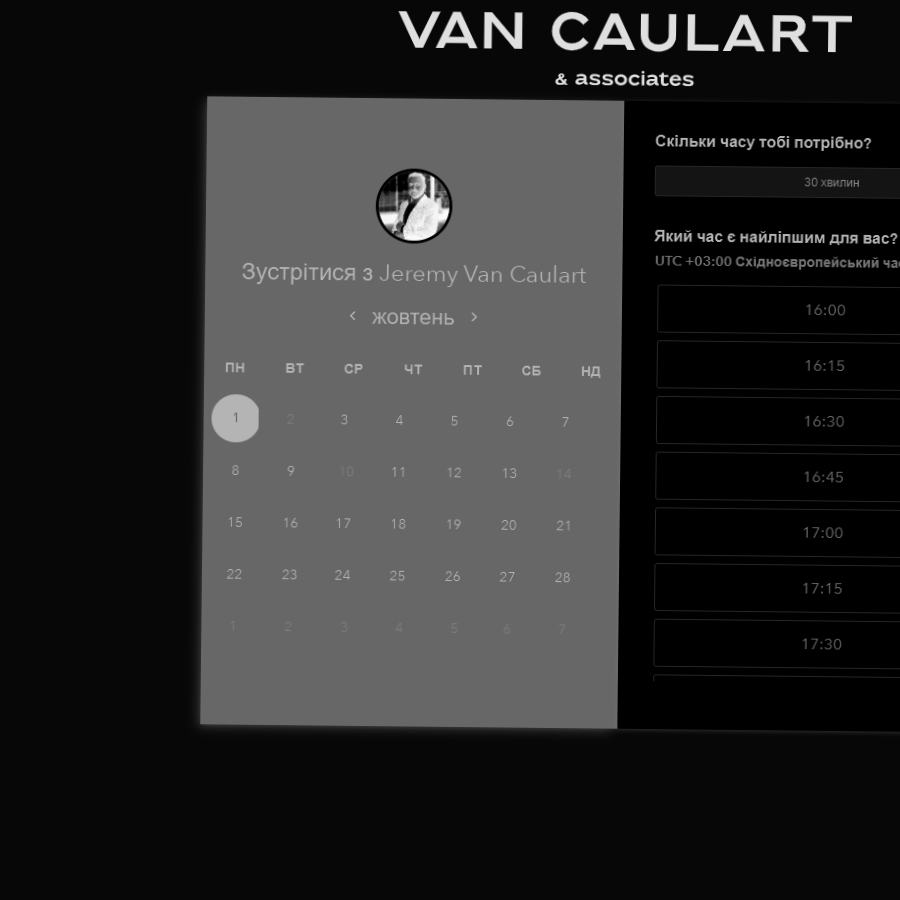 VAN CAULART
& associates
Зустрітися з Jeremy Van Caulart
жовтень
ПН ВТ СР ЧТ ПТ СБ НД
1 2 3 4 5 6 7
8 9 10 11 12 13 14
15 16 17 18 19 20 21
22 23 24 25 26 27 28
1 2 3 4 5 6 7
Скільки часу тобі потрібно?
30 хвилин
Який час є найліпшим для вас?
UTC +03:00 Східноєвропейський
16:00
16:15
16:30
16:45
17:00
17:15
17:30